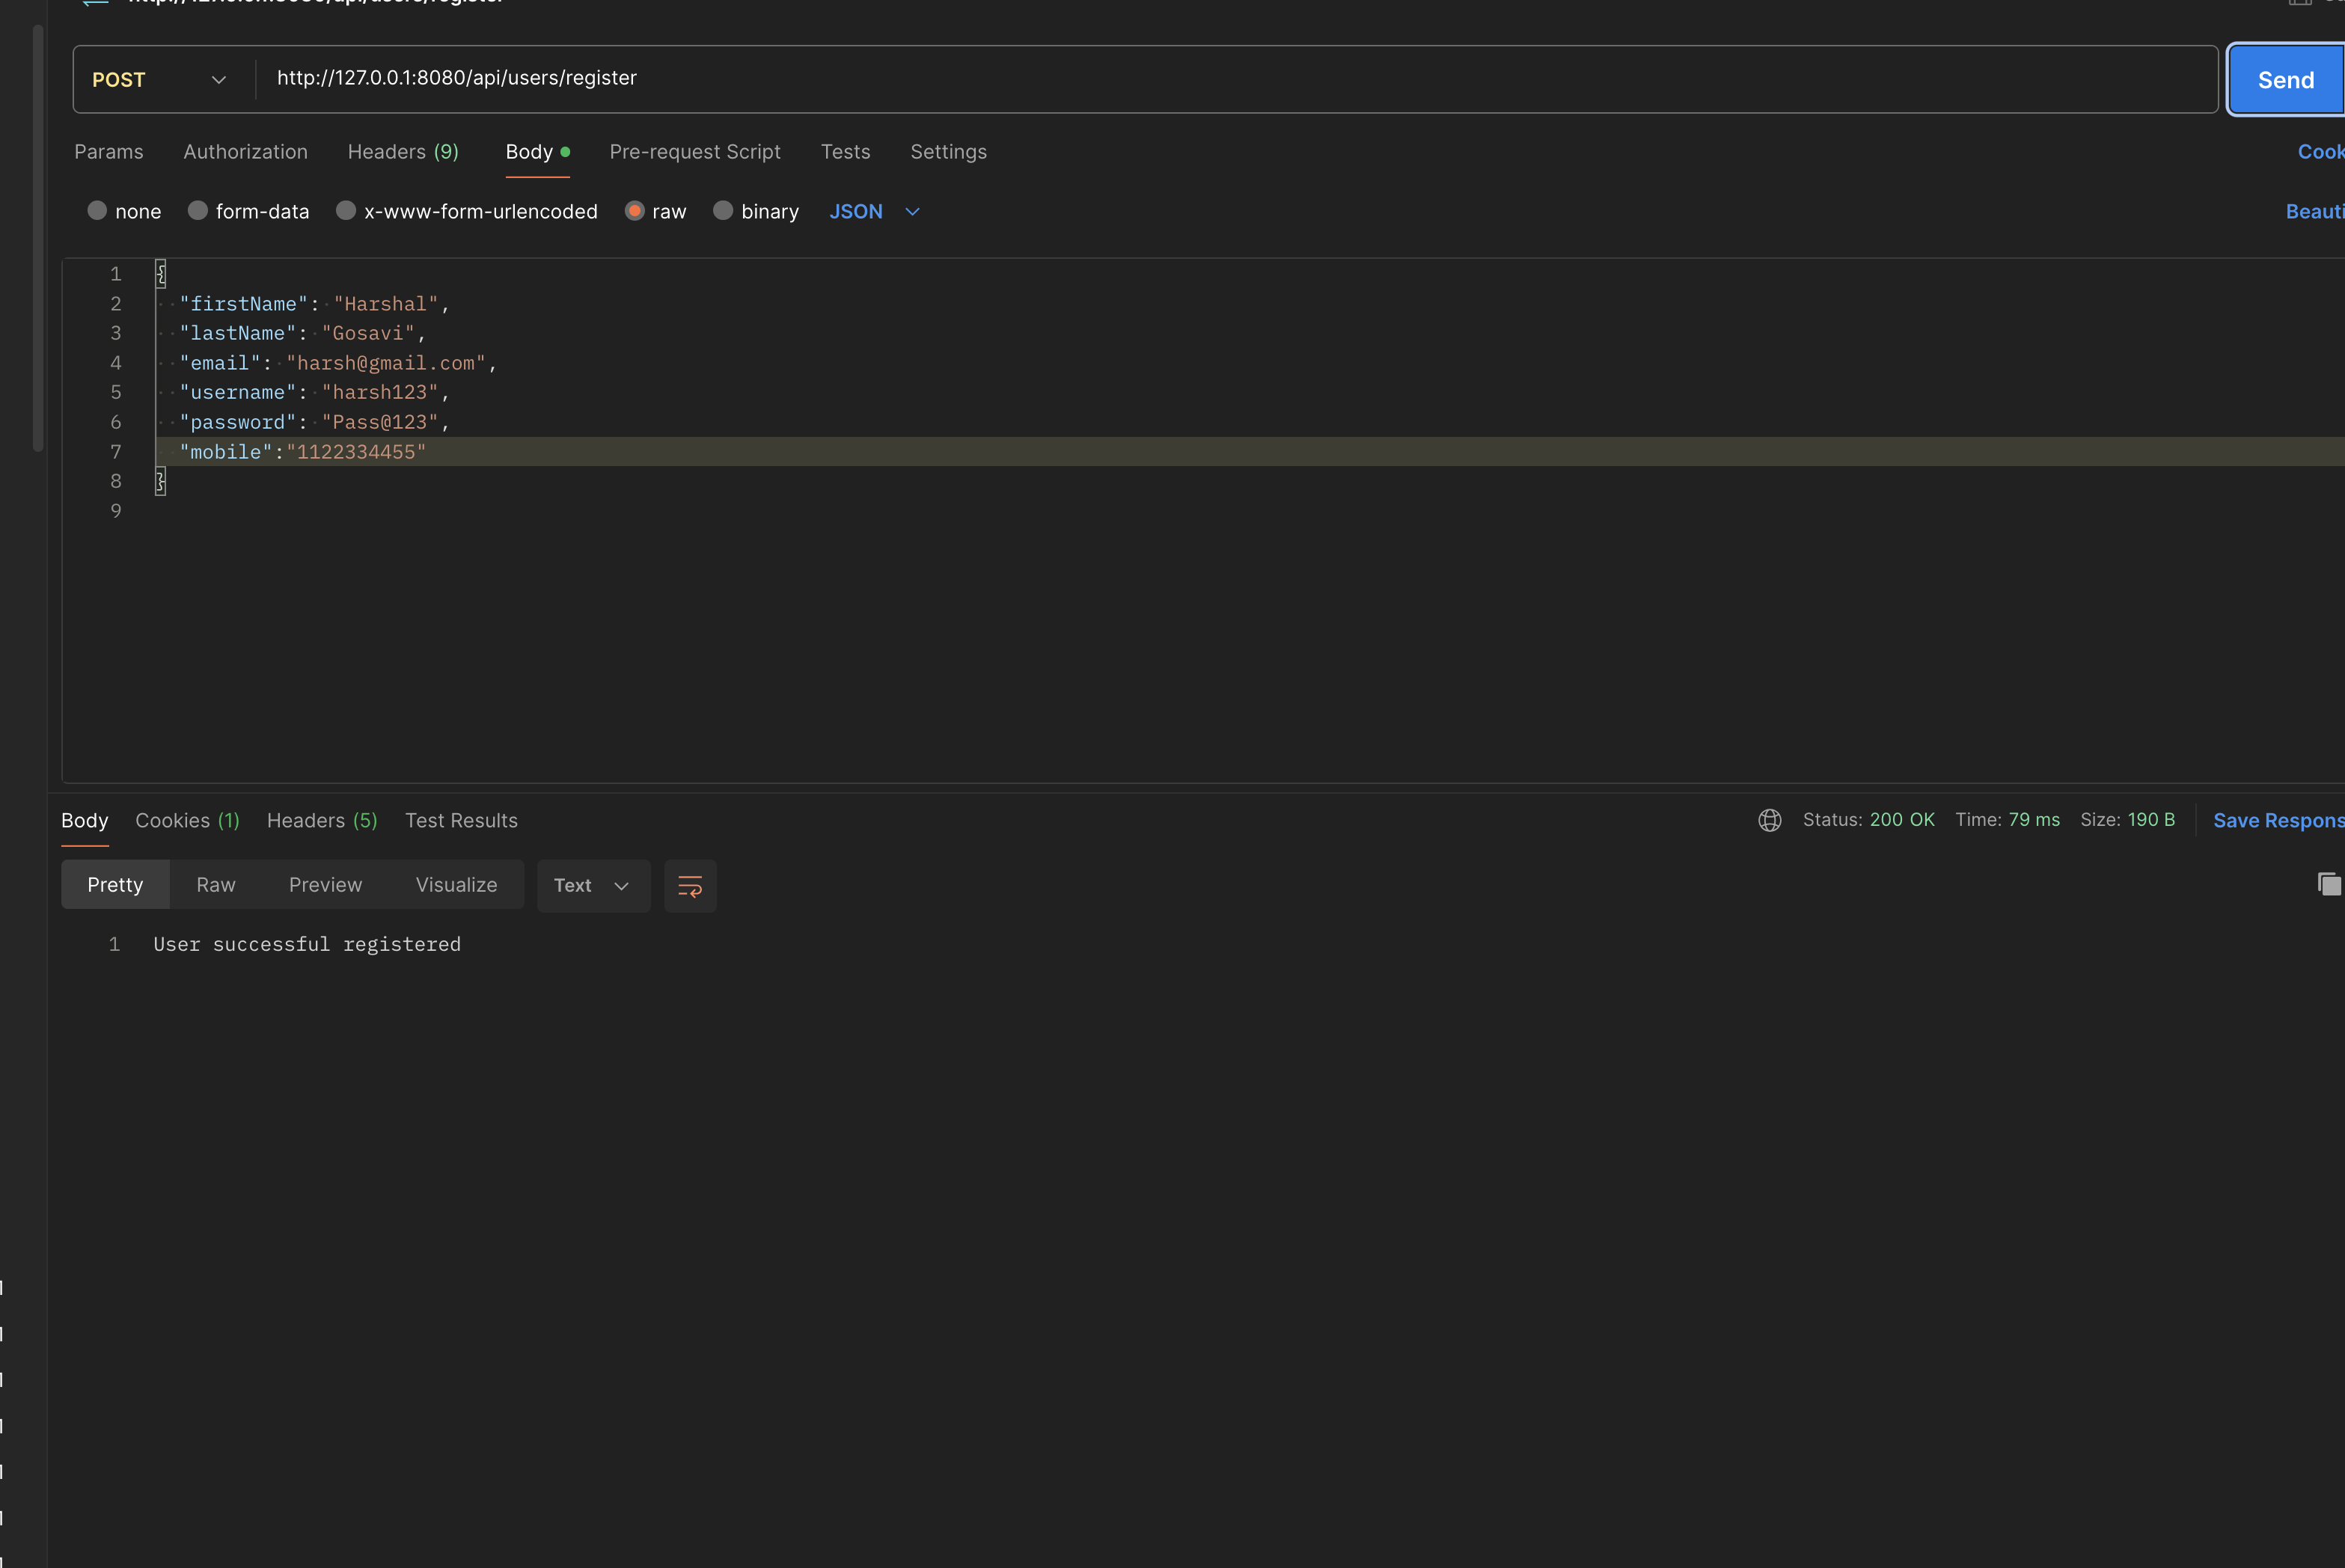 POST http://127.0.0.1:8080/api/users/register Send
Params Authorization Headers (9) Body Pre-request Script Tests Settings
none form-data x-www-form-urlencoded raw binary JSON
1 {
2 "firstName": "Harshal",
3 "lastName": "Gosavi",
4 "email": "harsh@gmail.com",
5 "username": "harsh123",
6 "password": "Pass@123",
7 "mobile":"1122334455"
8 }
9
Body Cookies (1) Headers (5) Test Results Status: 200 OK Time: 79 ms Size: 190 B Save Respons
Pretty Raw Preview Visualize Text
1 User successful registered